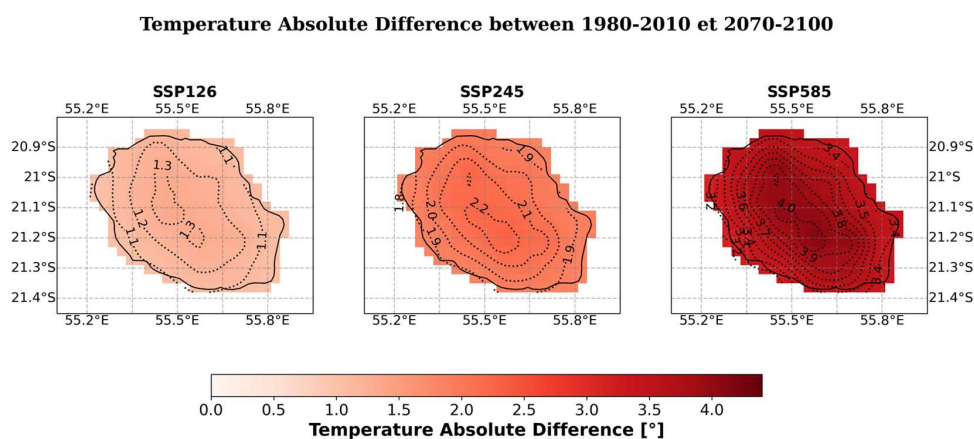 Temperature Absolute Difference between 1980-2010 et 2070-2100
SSP126 SSP245 SSP585
55.2°E 55.5°E 55.8°E 55.2°E 55.5°E 55.8°E 55.2°E 55.5°E 55.8°E
20.9°S 1.1 1.9 3.4 20.9°S
21°S 1.3 21°S
21.1°S 1.2 1.8 2.0 2.2 2.1 3.2 3.6 4.0 3.5 21.1°S
21.2°S 1.1 1.3 1.1 1.9 3.4 3.7 3.8 21.2°S
21.3°S 1.9 3.9 3.4 21.3°S
21.4°S 21.4°S
55.2°E 55.5°E 55.8°E 55.2°E 55.5°E 55.8°E 55.2°E 55.5°E 55.8°E
0.0 0.5 1.0 1.5 2.0 2.5 3.0 3.5 4.0
Temperature Absolute Difference [°]